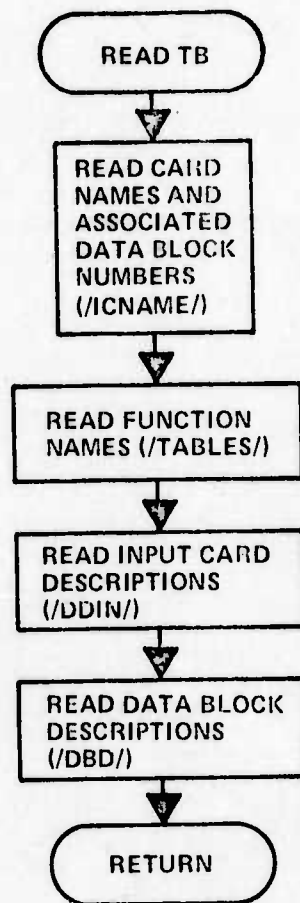 READ TB
READ CARD
NAMES AND
ASSOCIATED
DATA BLOCK
NUMBERS
(/ICNAME/)
READ FUNCTION
NAMES (/TABLES/)
READ INPUT CARD
DESCRIPTIONS
(/DDIN/)
READ DATA BLOCK
DESCRIPTIONS
(/DBD/)
RETURN